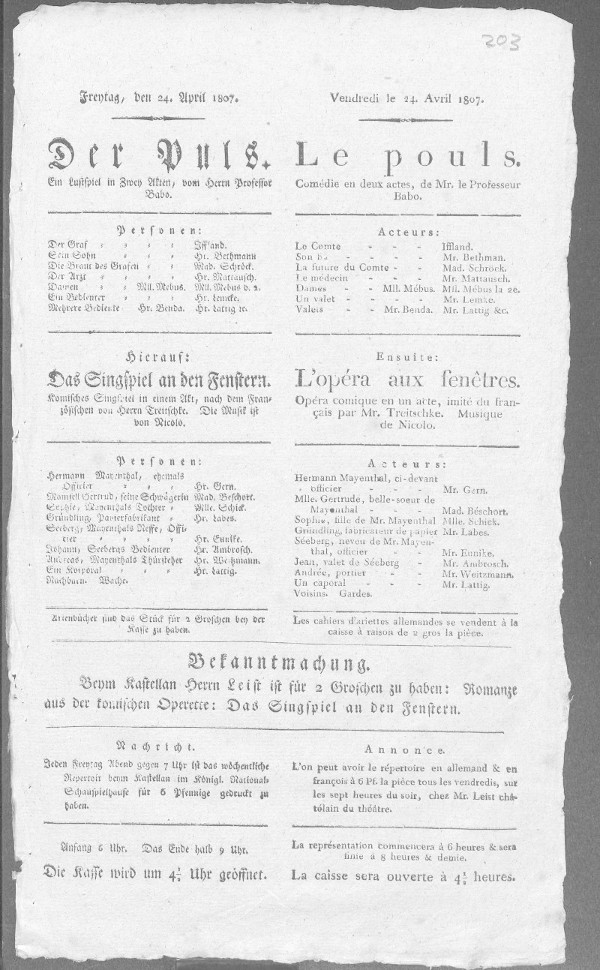 203
Freytag, den 24. April 1807.
Der Puls.
Ein Lustspiel in Zwey Akten, vom Herrn Professor
Babo.
Personen:
Der Graf - - - Iffland.
Sein Sohn - - - Hr. Bethmann
Die Braut des Grafen - - Mad. Schröck.
Der Arzt - - - Hr. Mattausch.
Damen - - Mll. Mebus. Mll. Mebus d. 2.
Ein Bedienter - - Hr. Lemcke.
Mehrere Bediente Hr. Benda. Hr. Lattig ꝛc.
Hierauf:
Das Singspiel an den Fenstern.
Komisches Singspiel in einem Akt, nach dem Fran-
zösischen von Herrn Treitschke. Die Musik ist
von Nicolo.
Personen:
Hermann Mayenthal, ehemals
Officier - - - Hr. Gern.
Mamsell Gertrud, seine Schwägerin Mad. Beschort.
Sophie, Mayenthals Tochter - Mlle. Schick.
Gründling, Papierfabrikant - Hr. Labes.
Seeberg, Mayenthals Neffe, Offi-
cier - - - Hr. Eunike.
Johann, Seebergs Bedienter Hr. Ambrosch.
Andreas, Mayenthals Thürsteher Hr. Weitzmann.
Ein Korporal - - - Hr. Lattig.
Nachbarn. Wache.
Arienbücher sind das Stück für 2 Groschen bey der
Kasse zu haben.
Vendredi le 24. Avril 1807.
Le pouls.
Comédie en deux actes, de Mr. le Professeur
Babo.
Acteurs:
Le Comte - - - Iffland.
Son - - - Mr. Bethman.
La future du Comte - - Mad. Schrock.
Le médecin - - - Mr. Mattausch.
Dames - - Mll. Mébus. Mll. Mébus la 2e.
Un valet - - - Mr. Lemke.
Valets - - Mr. Benda. Mr. Lattig &c.
Ensuite:
L'opéra aux fenêtres.
Opéra comique en un acte, imité du fran-
çais par Mr. Treitschke. Musique
de Nicolo.
Acteurs:
Hermann Mayenthal, ci-devant
officier - - - Mr. Gern.
Mlle. Gertrude, belle-soeur de
Mayenthal - - - Mad. Béschort.
Sophie, fille de Mr. Mayenthal Mlle. Schick.
Gründling, fabricateur de papier Mr. Labes.
Séeberg, neveu de Mr. Mayen-
thal, officier - - - Mr. Eunike.
Jean, valet de Séeberg - Mr. Ambrosch.
Andrée, portier - - Mr. Weitzmann.
Un caporal - - - Mr. Lattig.
Voisins. Gardes.
Les cahiers d'ariettes allemandes se vendent à la
caisse à raison de 2 gros la pièce.
Bekanntmachung.
Beym Kastellan Herrn Leist ist für 2 Groschen zu haben: Romanze
aus der komischen Operette: Das Singspiel an den Fenstern.
Nachricht.
Jeden Freytag Abend gegen 7 Uhr ist das wöchentliche
Repertoir beym Kastellan im Königl. National-
Schauspielhause für 6 Pfennige gedruckt zu
haben.
Anfang 6 Uhr. Das Ende halb 9 Uhr.
Die Kasse wird um 4½ Uhr geöffnet.
Annonce.
L'on peut avoir le répertoire en allemand & en
françois à 6 Pf. la pièce tous les vendredis, sur
les sept heures du soir, chez Mr. Leist châ-
télain du théâtre.
La représentation commencera à 6 heures & sera
finie à 8 heures & demie.
La caisse sera ouverte à 4½ heures.